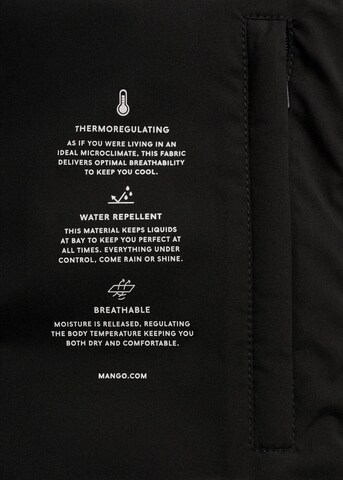 THERMOREGULATING
AS IF YOU WERE LIVING IN AN
IDEAL MICROCLIMATE, THIS FABRIC
DELIVERS OPTIMAL BREATHABILITY
TO KEEP YOU COOL.
WATER REPELLENT
THIS MATERIAL KEEPS LIQUIDS
AT BAY TO KEEP YOU PERFECT AT
ALL TIMES. EVERYTHING UNDER
CONTROL, COME RAIN OR SHINE.
BREATHABLE
MOISTURE IS RELEASED, REGULATING
THE BODY TEMPERATURE KEEPING YOU
BOTH DRY AND COMFORTABLE.
MANGO.COM